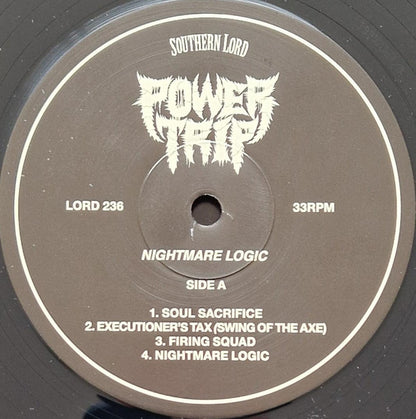 SOUTHERN LORD
POWER
TRIP
LORD 236 33RPM
NIGHTMARE LOGIC
SIDE A
1. SOUL SACRIFICE
2. EXECUTIONER'S TAX (SWING OF THE AXE)
3. FIRING SQUAD
4. NIGHTMARE LOGIC